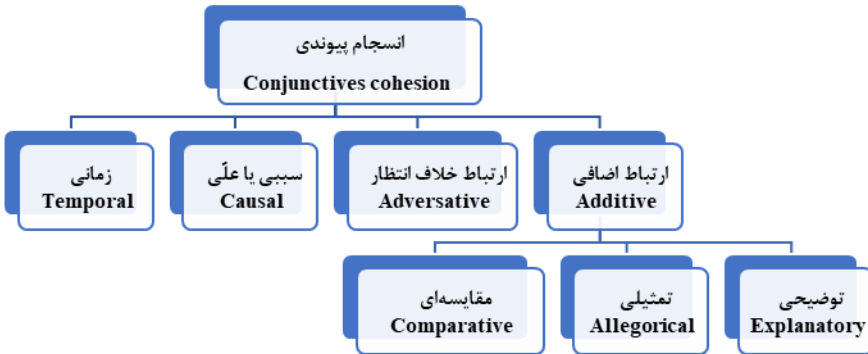 انسجام پیوندی
Conjunctives cohesion
ارتباط اضافی
Additive
ارتباط خلاف انتظار
Adversative
سببی یا علّی
Causal
زمانی
Temporal
توضیحی
Explanatory
تمثیلی
Allegorical
مقایسه‌ای
Comparative